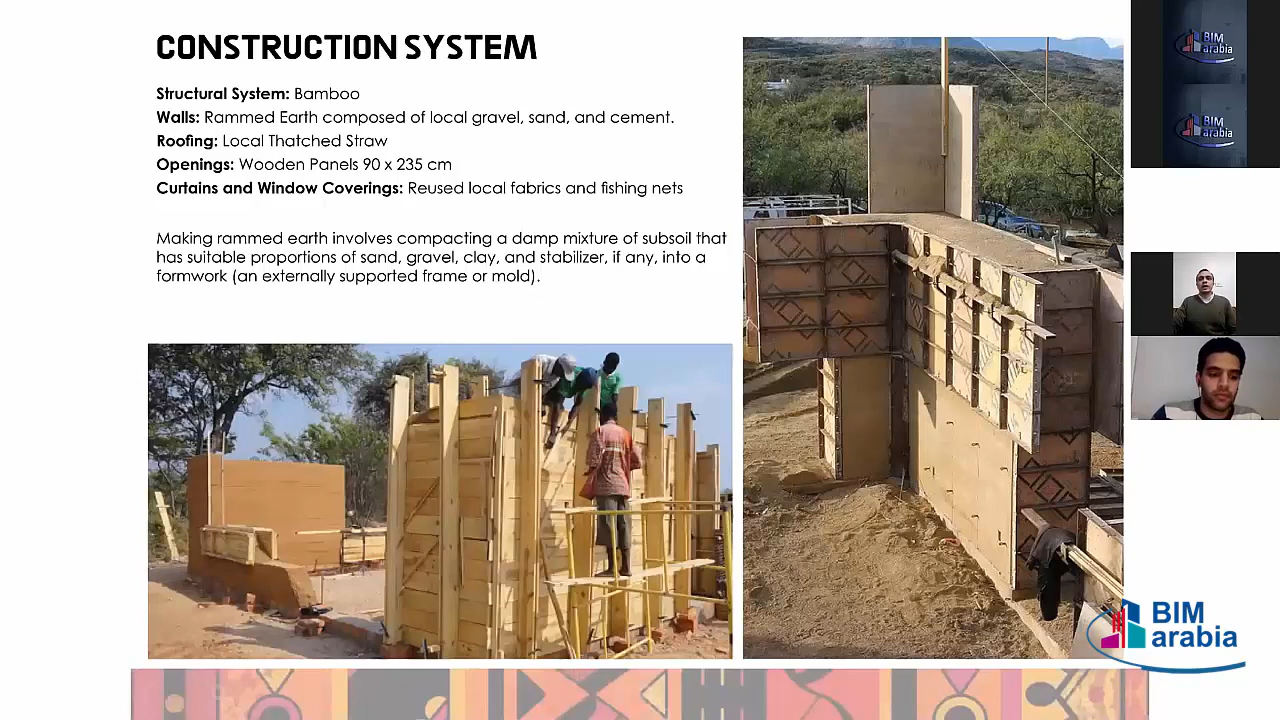 CONSTRUCTION SYSTEM
Structural System: Bamboo
Walls: Rammed Earth composed of local gravel, sand, and cement.
Roofing: Local Thatched Straw
Openings: Wooden Panels 90 x 235 cm
Curtains and Window Coverings: Reused local fabrics and fishing nets
Making rammed earth involves compacting a damp mixture of subsoil that
has suitable proportions of sand, gravel, clay, and stabilizer, if any, into a
formwork (an externally supported frame or mold).
BIM
arabia
BIM
arabia
BIM
arabia